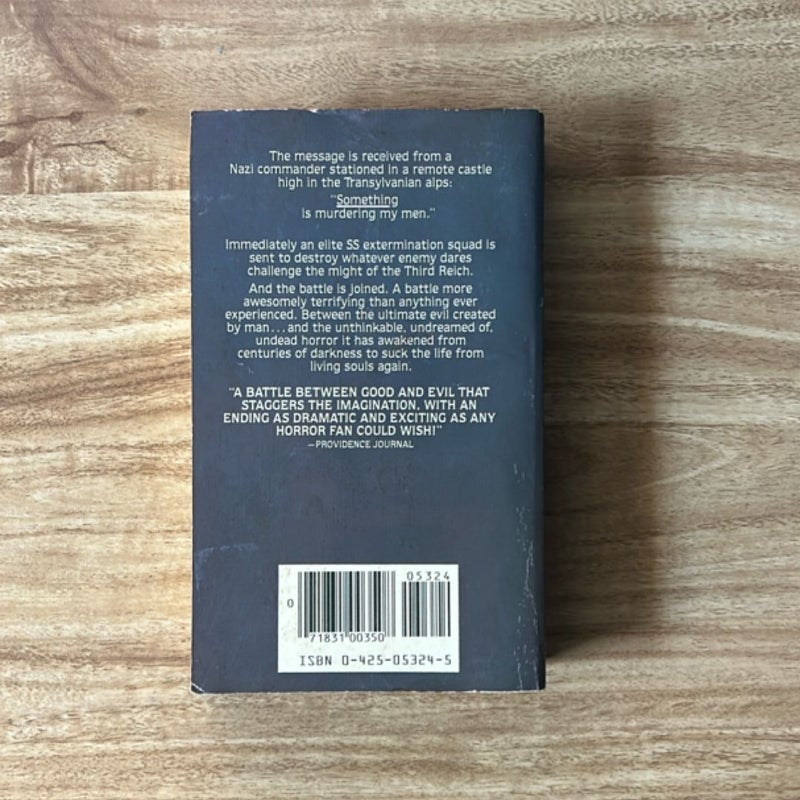 The message is received from a
Nazi commander stationed in a remote castle
high in the Transylvanian alps:
"Something
is murdering my men."
Immediately an elite SS extermination squad is
sent to destroy whatever enemy dares
challenge the might of the Third Reich.
And the battle is joined. A battle more
awesomely terrifying than anything ever
experienced. Between the ultimate evil created
by man...and the unthinkable, undreamed of,
undead horror it has awakened from
centuries of darkness to suck the life from
living souls again.
"A BATTLE BETWEEN GOOD AND EVIL THAT
STAGGERS THE IMAGINATION, WITH AN
ENDING AS DRAMATIC AND EXCITING AS ANY
HORROR FAN COULD WISH!"
—PROVIDENCE JOURNAL
05324
0
71831 00350
ISBN 0-425-05324-5